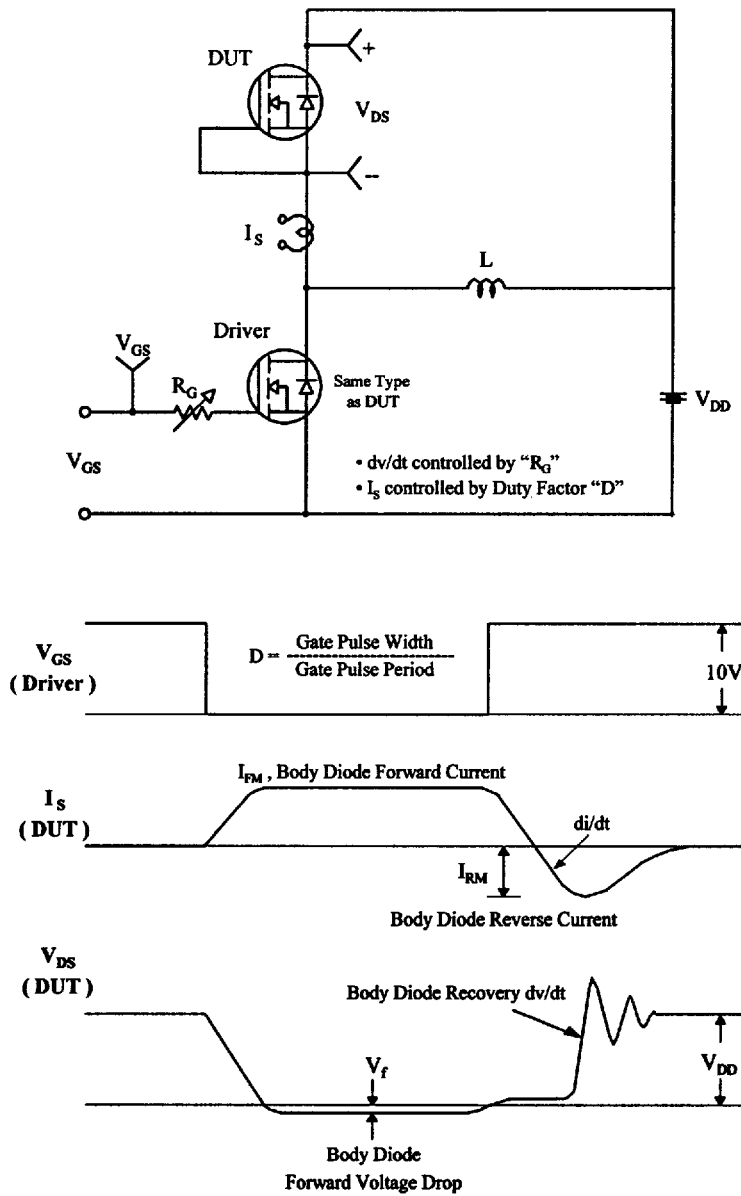 DUT
+
V_DS
--
I_S
L
Driver
V_GS
R_G
Same Type
as DUT
V_DD
V_GS
• dv/dt controlled by “R_G”
• I_S controlled by Duty Factor “D”
V_GS
( Driver )
D = Gate Pulse Width
Gate Pulse Period
10V
I_FM , Body Diode Forward Current
I_S
( DUT )
di/dt
I_RM
Body Diode Reverse Current
V_DS
( DUT )
Body Diode Recovery dv/dt
V_f
V_DD
Body Diode
Forward Voltage Drop